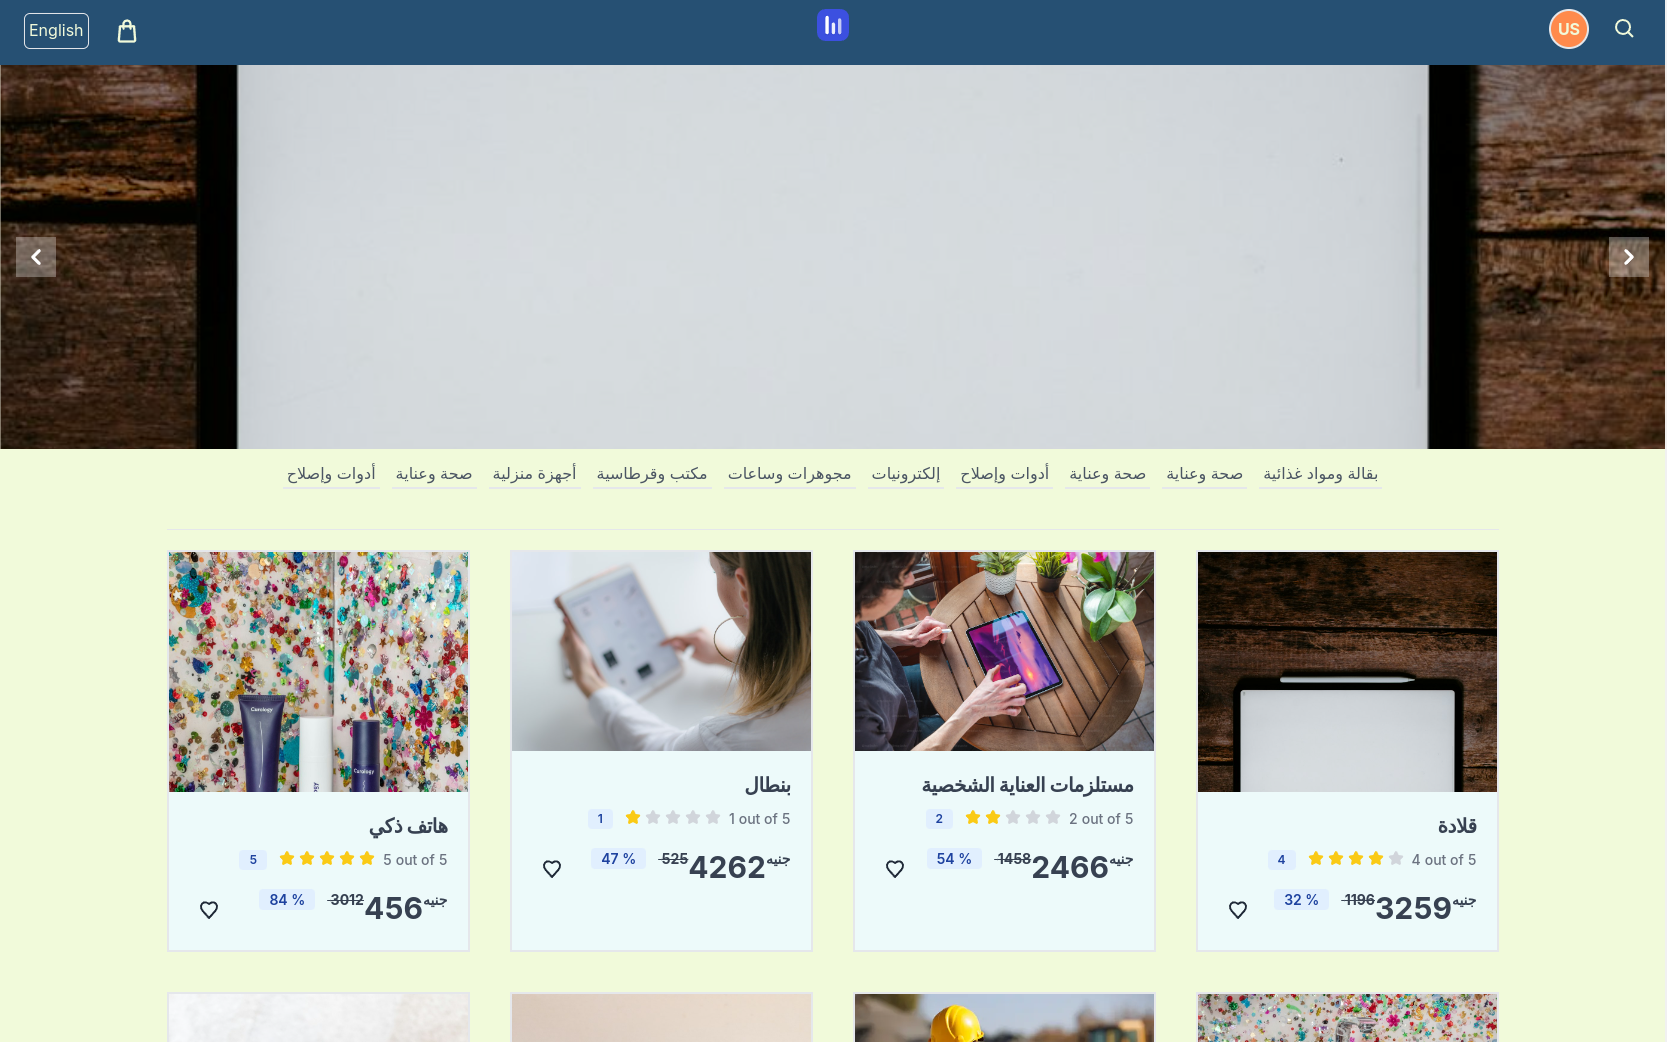 English
US
بقالة ومواد غذائية صحة وعناية صحة وعناية أدوات وإصلاح إلكترونيات مجوهرات وساعات مكتب وقرطاسية أجهزة منزلية صحة وعناية أدوات وإصلاح
قلادة
4 out of 5
4
جنيه 3259 1196 32 %
مستلزمات العناية الشخصية
2 out of 5
2
جنيه 2466 1458 54 %
بنطال
1 out of 5
1
جنيه 4262 525 47 %
Curology
Curology
هاتف ذكي
5 out of 5
5
جنيه 456 3012 84 %